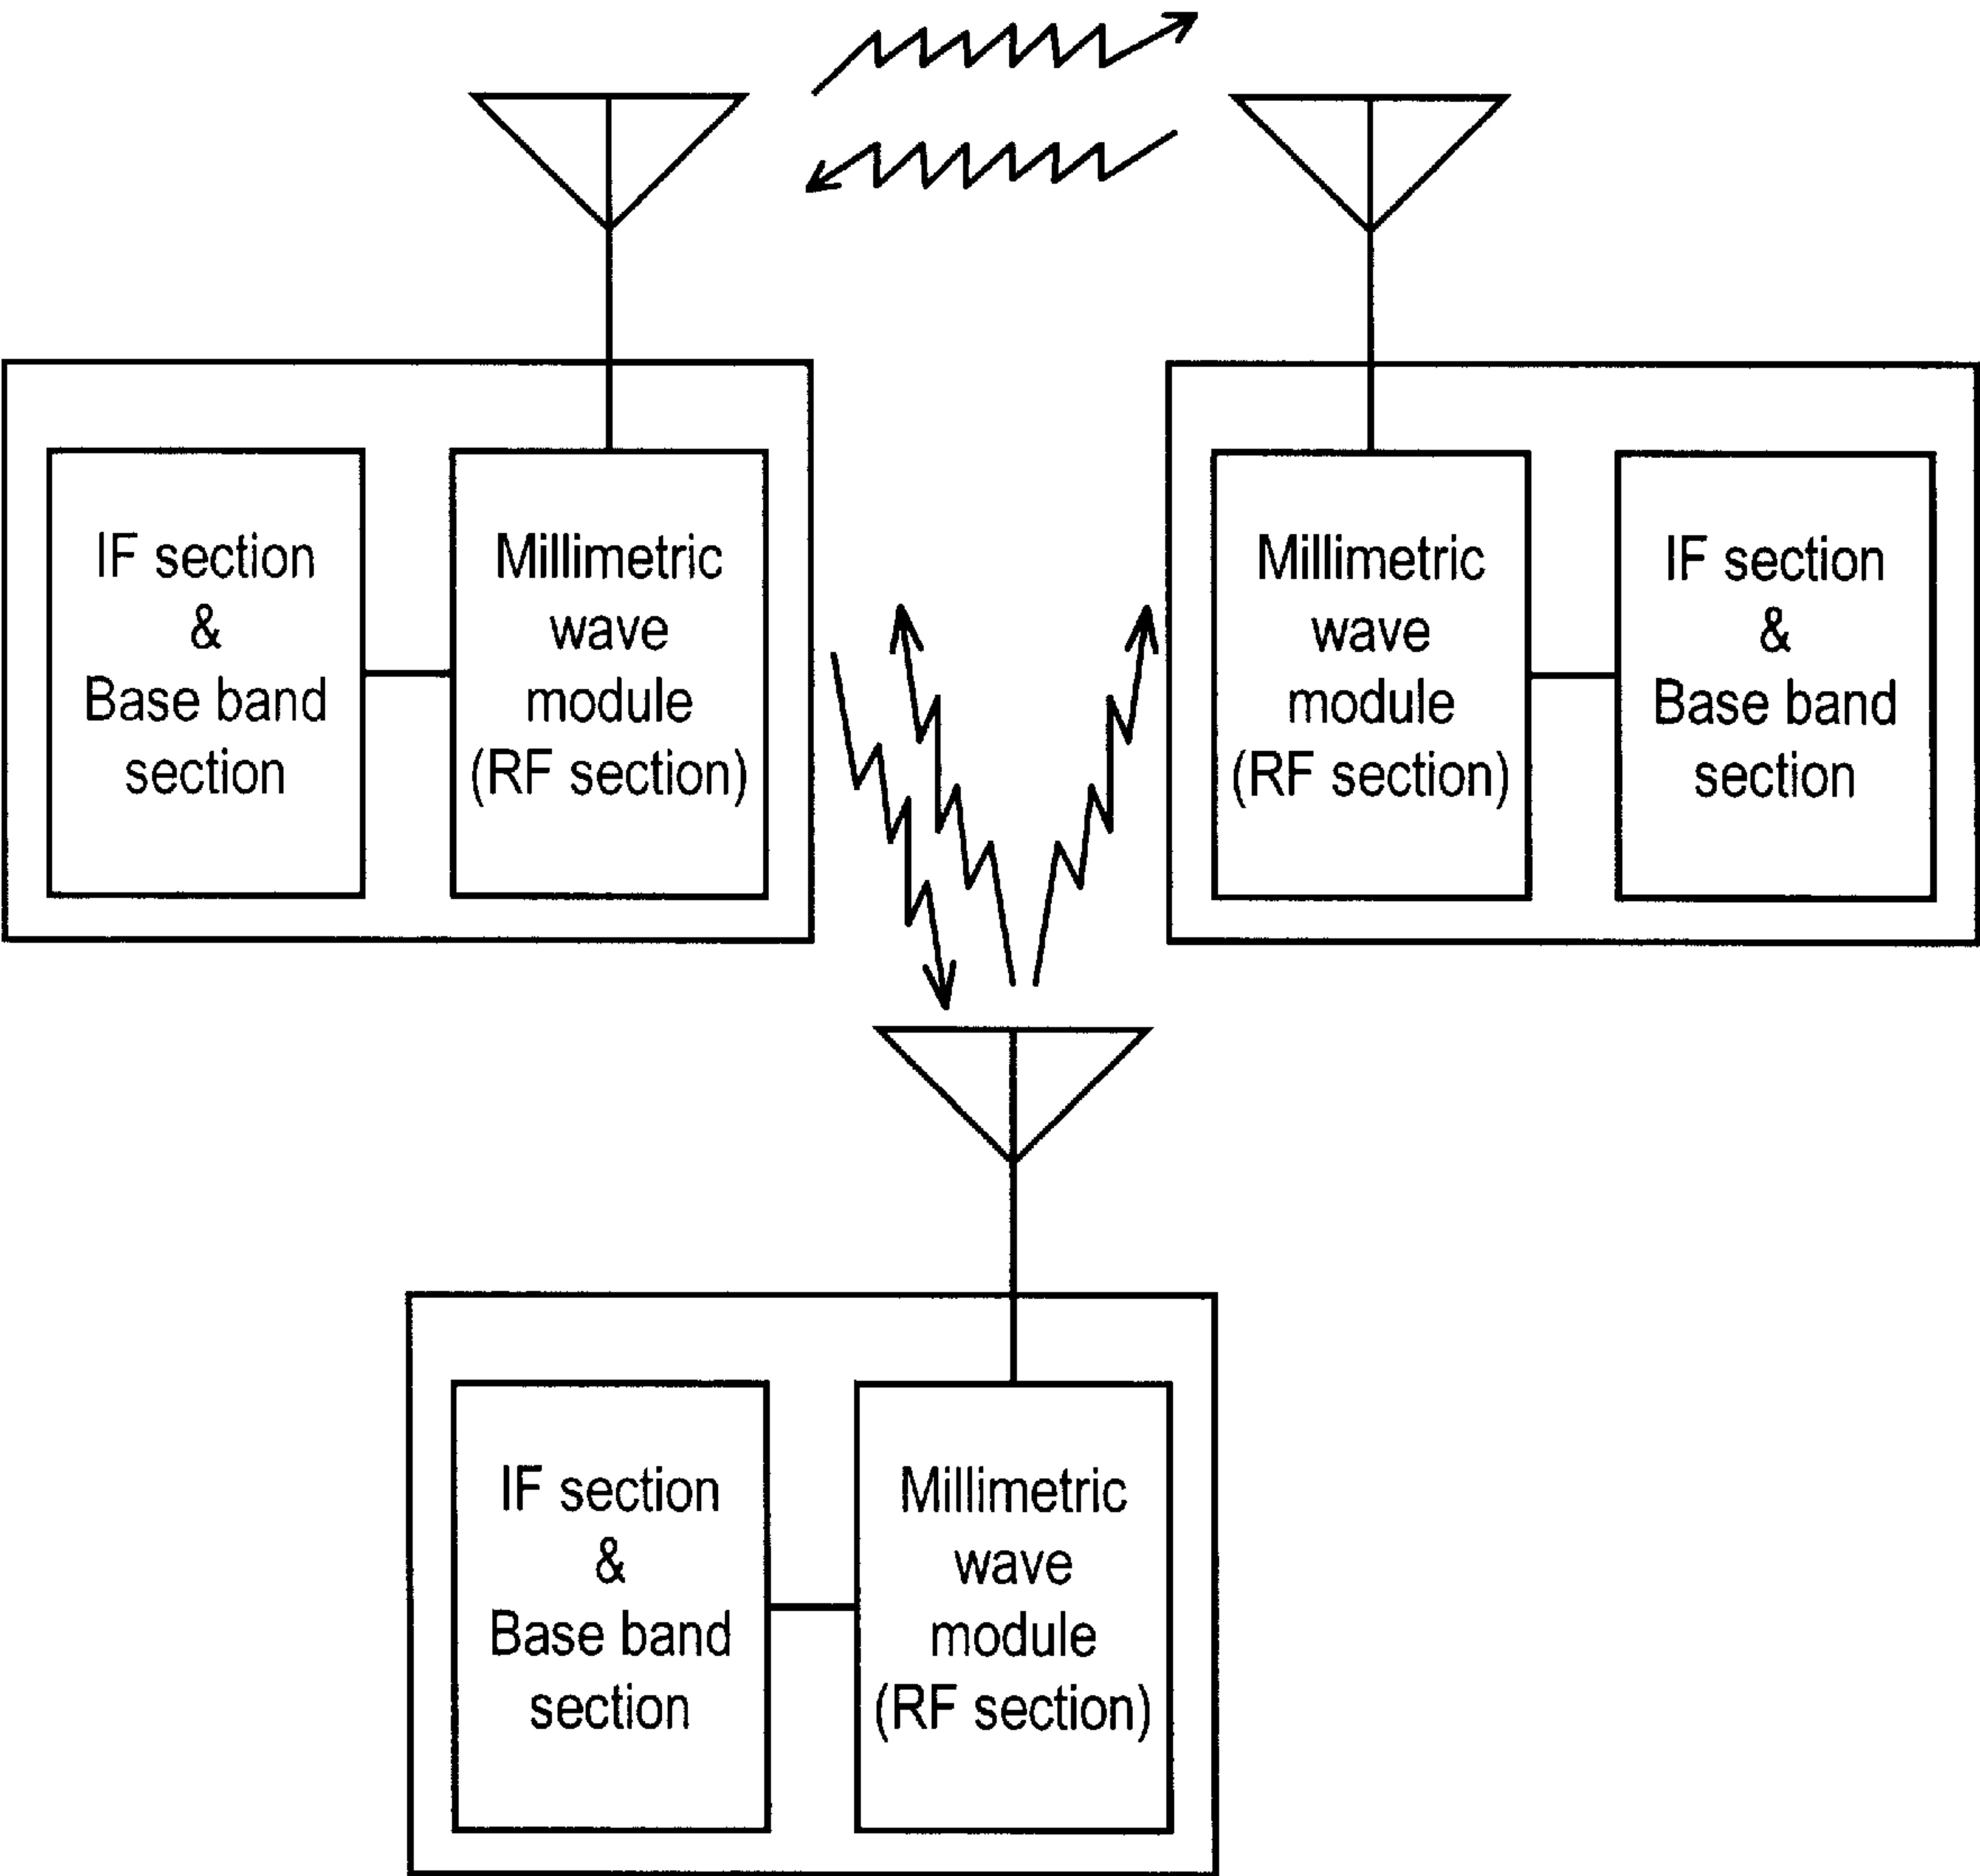 IF section
&
Base band
section
Millimetric
wave
module
(RF section)
Millimetric
wave
module
(RF section)
IF section
&
Base band
section
IF section
&
Base band
section
Millimetric
wave
module
(RF section)